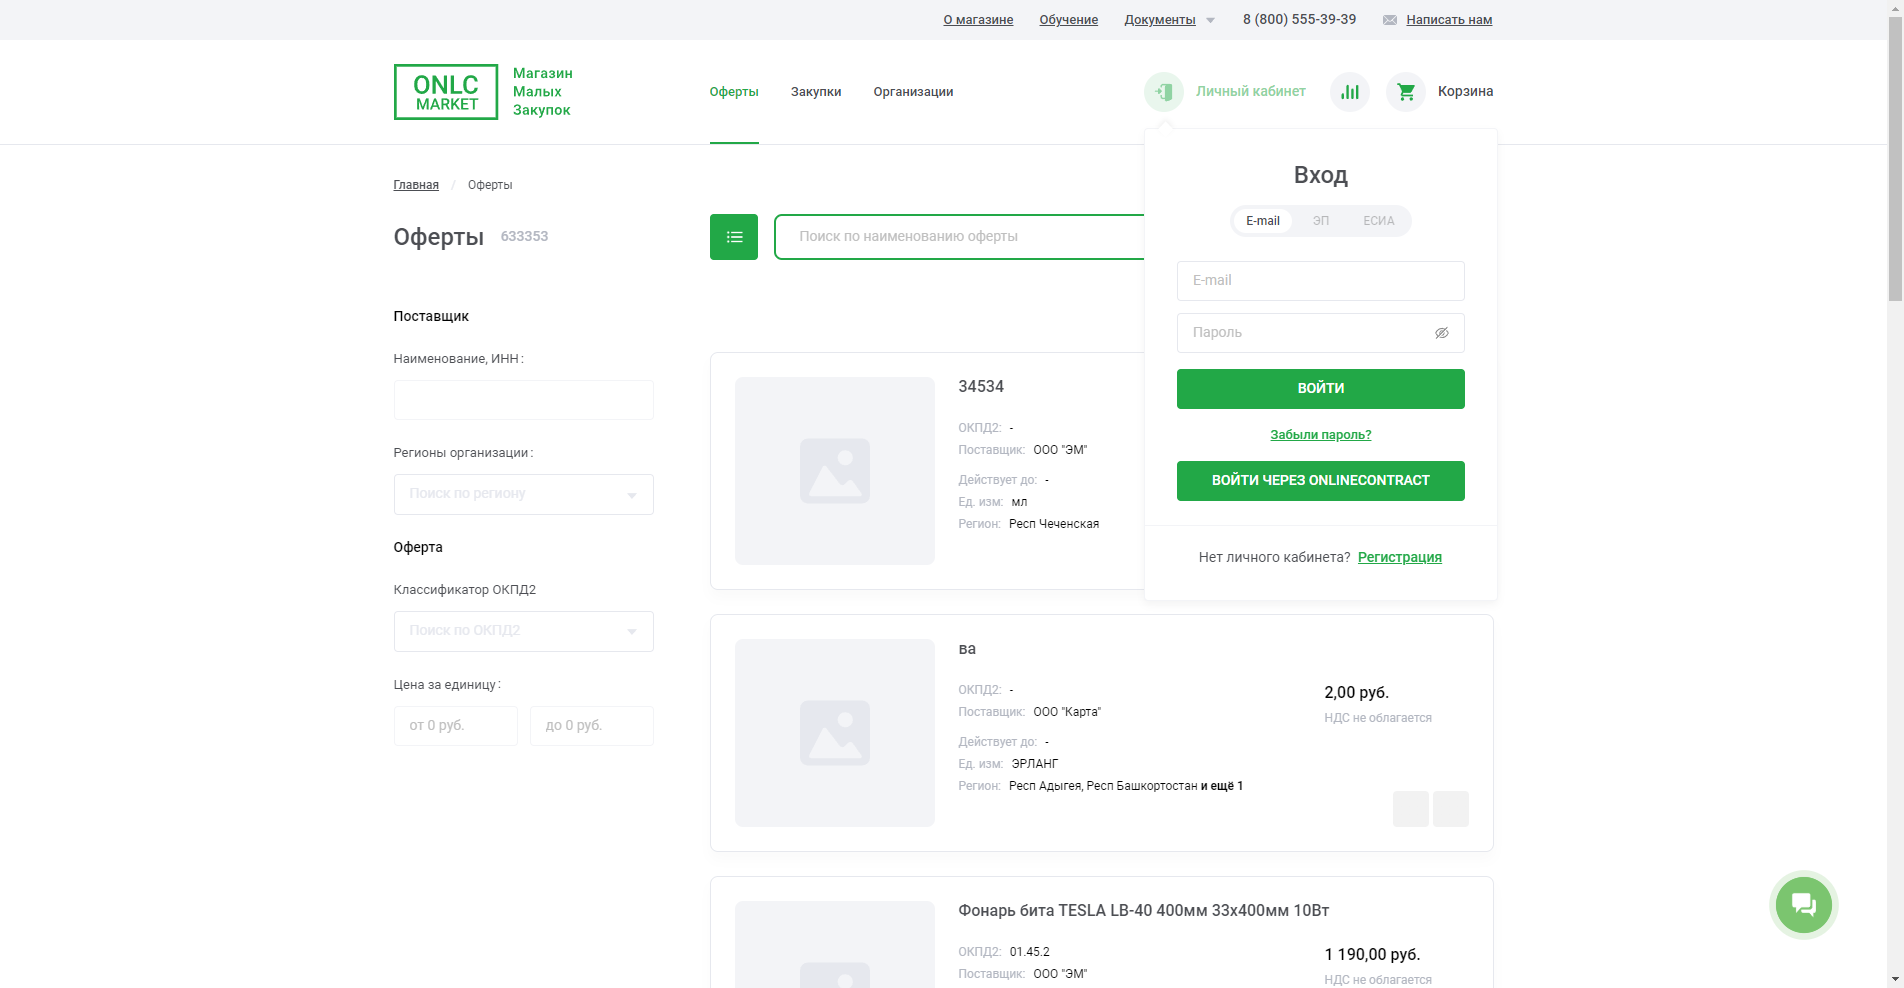 О магазине Обучение Документы 8 (800) 555-39-39 Написать нам
ONLC MARKET
Магазин
Малых
Закупок
Оферты Закупки Организации
Личный кабинет Корзина
Главная / Оферты
Оферты 633353
Поиск по наименованию оферты
Поставщик
Наименование, ИНН:
Регионы организации:
Поиск по региону
Оферта
Классификатор ОКПД2
Поиск по ОКПД2
Цена за единицу:
от 0 руб. до 0 руб.
Вход
E-mail ЭП ЕСИА
E-mail
Пароль
ВОЙТИ
Забыли пароль?
ВОЙТИ ЧЕРЕЗ ONLINECONTRACT
Нет личного кабинета? Регистрация
34534
ОКПД2: -
Поставщик: ООО "ЭМ"
Действует до: -
Ед. изм: мл
Регион: Респ Чеченская
ва
ОКПД2: -
Поставщик: ООО "Карта"
Действует до: -
Ед. изм: ЭРЛАНГ
Регион: Респ Адыгея, Респ Башкортостан и ещё 1
2,00 руб.
НДС не облагается
Фонарь бита TESLA LB-40 400мм 33х400мм 10Вт
ОКПД2: 01.45.2
Поставщик: ООО "ЭМ"
1 190,00 руб.
НДС не облагается